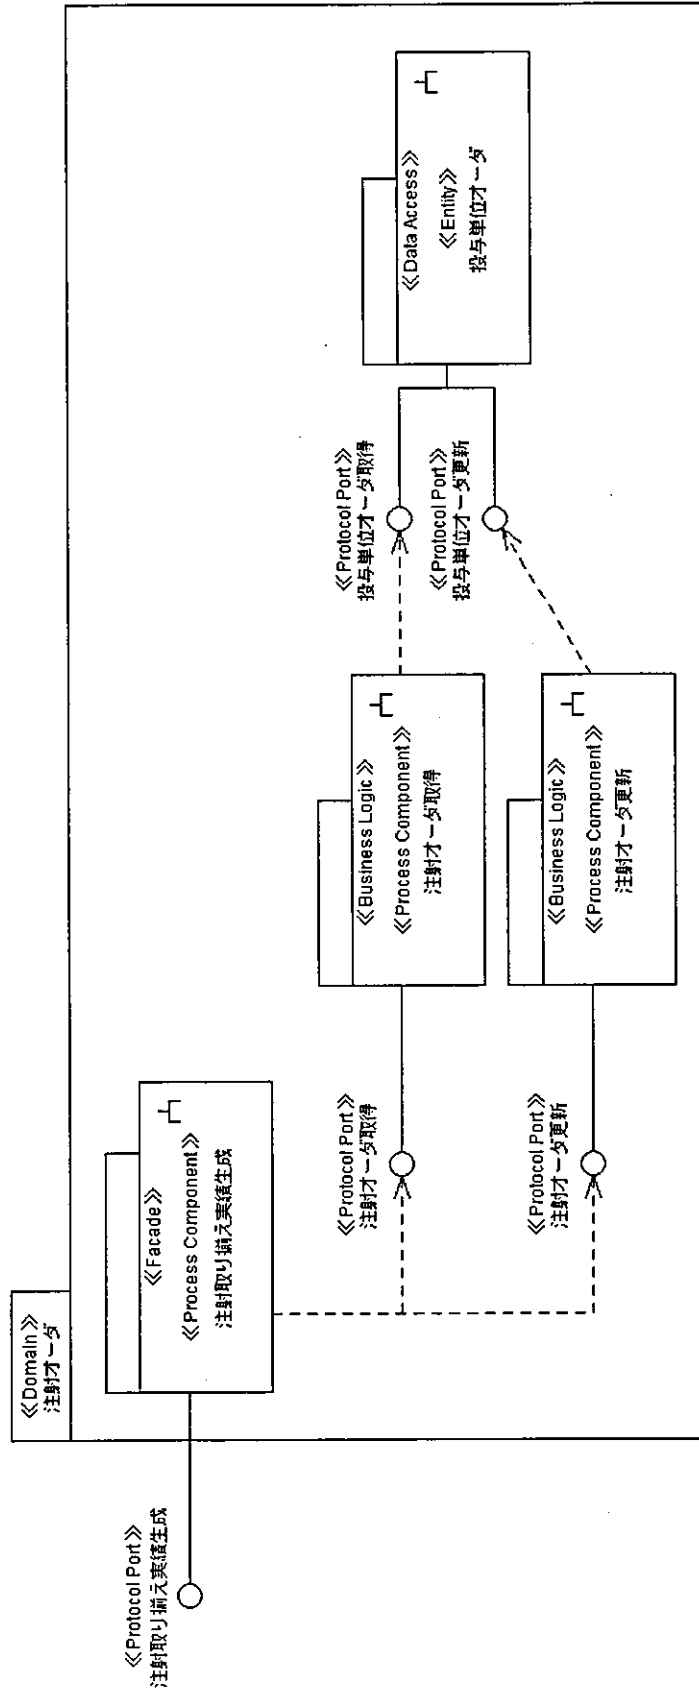 ≪Domain≫
注射オーダ
≪Protocol Port≫
注射取り揃え実績生成
≪Facade≫
≪Process Component≫
注射取り揃え実績生成
≪Protocol Port≫
注射オーダ取得
≪Business Logic≫
≪Process Component≫
注射オーダ取得
≪Protocol Port≫
投与単位オーダ取得
≪Protocol Port≫
投与単位オーダ更新
≪Data Access≫
≪Entity≫
投与単位オーダ
≪Protocol Port≫
注射オーダ更新
≪Business Logic≫
≪Process Component≫
注射オーダ更新